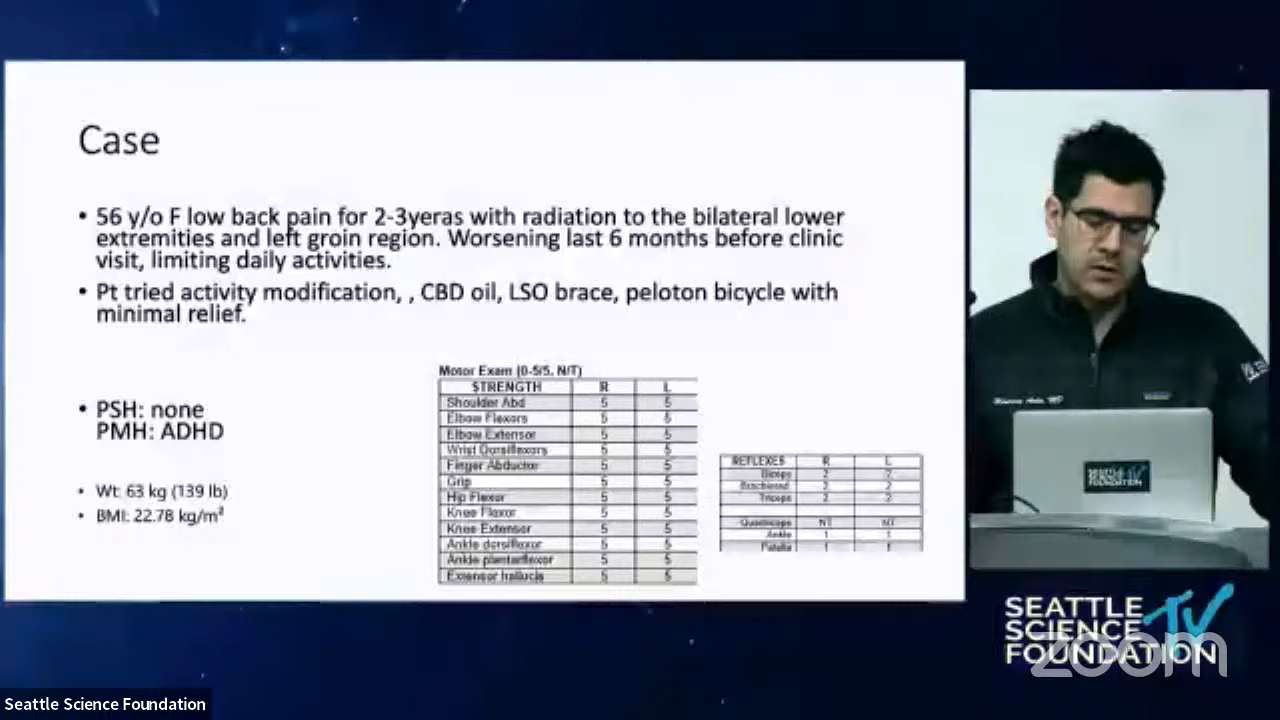 Case
• 56 y/o F low back pain for 2-3yeras with radiation to the bilateral lower
extremities and left groin region. Worsening last 6 months before clinic
visit, limiting daily activities.
• Pt tried activity modification, , CBD oil, LSO brace, peloton bicycle with
minimal relief.
• PSH: none
PMH: ADHD
• Wt: 63 kg (139 lb)
• BMI: 22.78 kg/m²
Motor Exam (0-5/5, N/T)
STRENGTH R L
Shoulder Abd 5 5
Elbow Flexors 5 5
Elbow Extensor 5 5
Wrist Dorsiflexors 5 5
Finger Abductor 5 5
Grip 5 5
Hip Flexor 5 5
Knee Flexor 5 5
Knee Extensor 5 5
Ankle dorsiflexor 5 5
Ankle plantarflexor 5 5
Extensor hallucis 5 5
REFLEXES R L
Biceps 2 2
Brachiorad 2 2
Triceps 2 2
Quadriceps NT NT
Ankle 1 1
Patella 1 1
SEATTLE
SCIENCE
FOUNDATION
TV
SEATTLE
SCIENCE
FOUNDATION
TV
zoom
Seattle Science Foundation